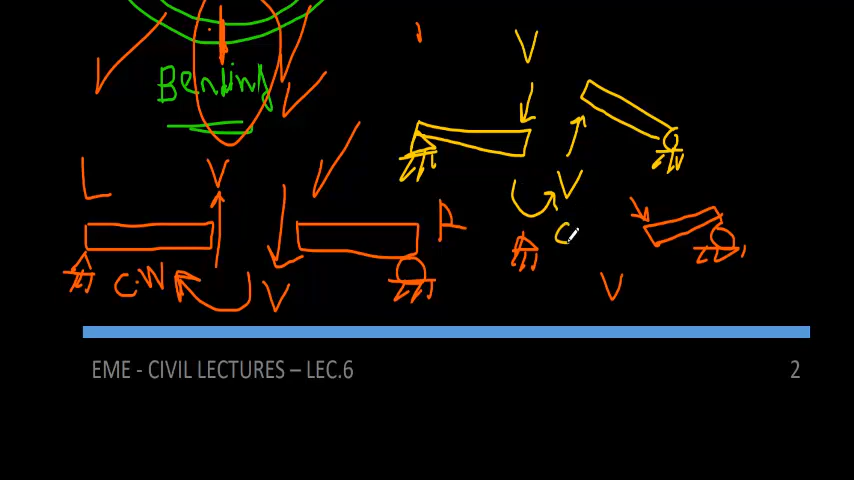 V
Bending
L
V
R
V
C
C.W
V
V
EME - CIVIL LECTURES – LEC.6
2